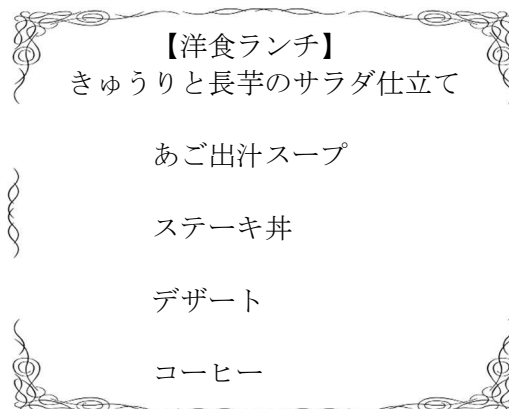 【洋食ランチ】
きゅうりと長芋のサラダ仕立て
あご出汁スープ
ステーキ丼
デザート
コーヒー